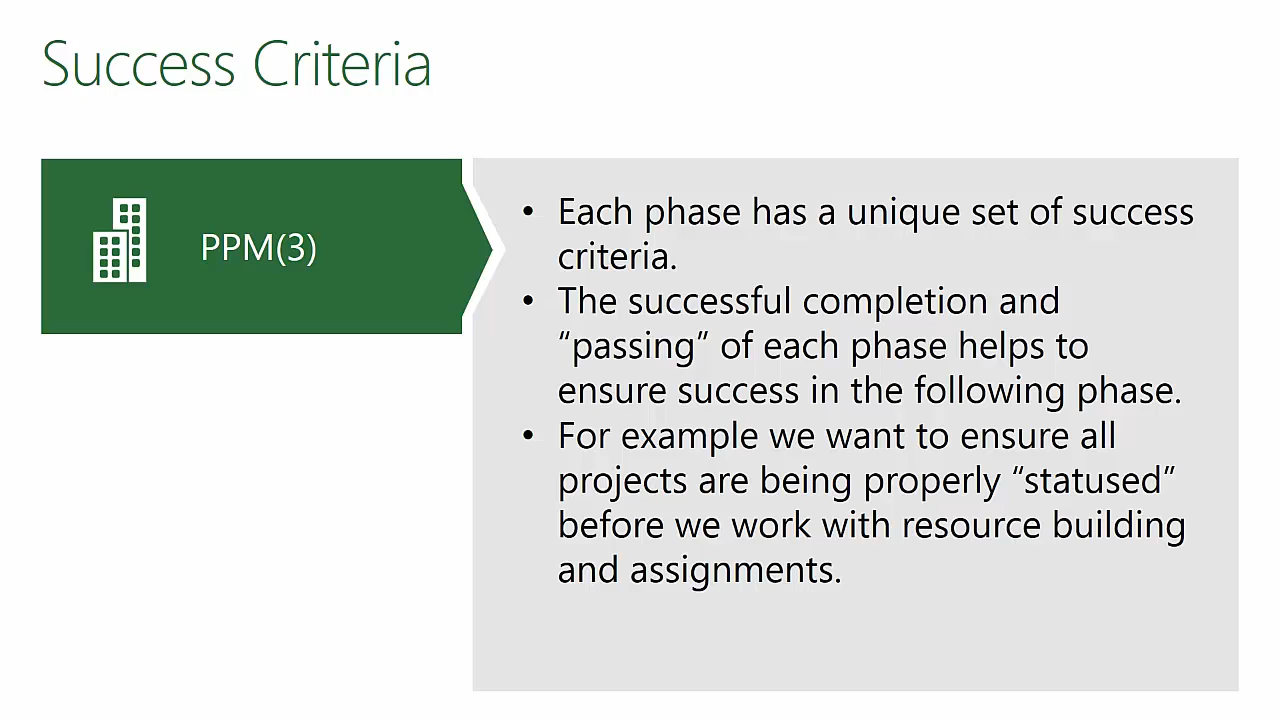 Success Criteria
PPM(3)
• Each phase has a unique set of success
criteria.
• The successful completion and
“passing” of each phase helps to
ensure success in the following phase.
• For example we want to ensure all
projects are being properly “statused”
before we work with resource building
and assignments.